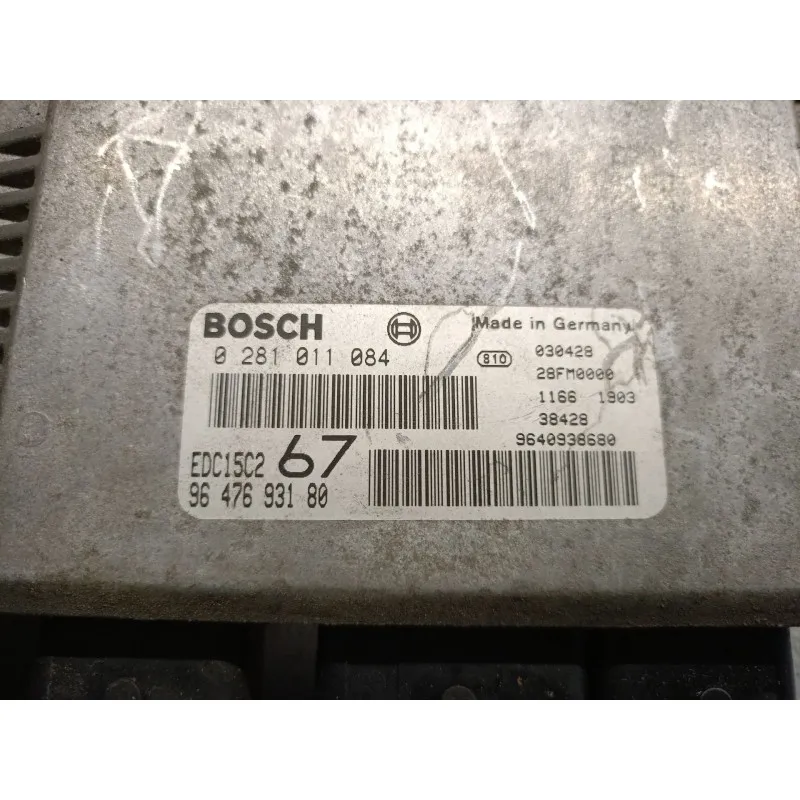 BOSCH
Made in Germany
0 281 011 084
810
030428
28FM0000
1166 1903
38428
9640938680
EDC15C2 67
96 476 931 80